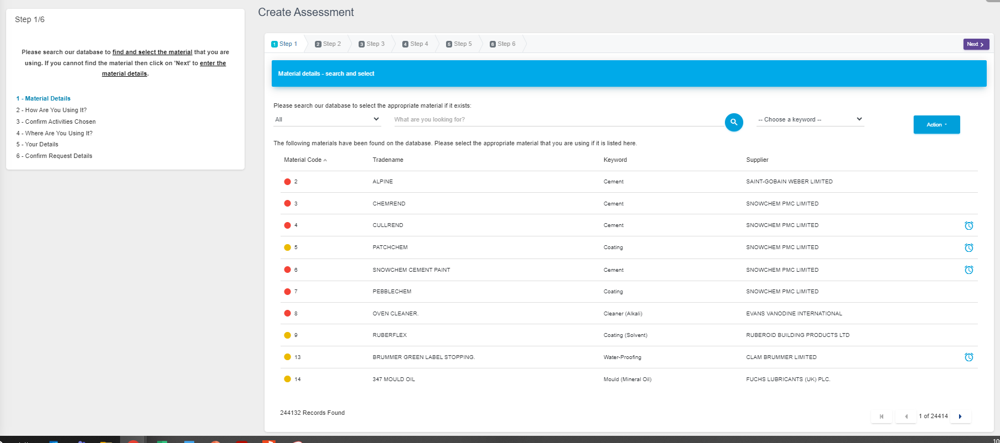 Create Assessment
Step 1/6
Please search our database to find and select the material that you are
using. If you cannot find the material then click on 'Next' to enter the
material details.
1 - Material Details
2 - How Are You Using It?
3 - Confirm Activities Chosen
4 - Where Are You Using It?
5 - Your Details
6 - Confirm Request Details
1 Step 1 2 Step 2 3 Step 3 4 Step 4 5 Step 5 6 Step 6 Next
Material details - search and select
Please search our database to select the appropriate material if it exists:
All What are you looking for? -- Choose a keyword -- Action
The following materials have been found on the database. Please select the appropriate material that you are using if it is listed here.
Material Code Tradename Keyword Supplier
2 ALPINE Cement SAINT-GOBAIN WEBER LIMITED
3 CHEMREND Cement SNOWCHEM PMC LIMITED
4 CULLREND Cement SNOWCHEM PMC LIMITED
5 PATCHCHEM Coating SNOWCHEM PMC LIMITED
6 SNOWCHEM CEMENT PAINT Cement SNOWCHEM PMC LIMITED
7 PEBBLECHEM Coating SNOWCHEM PMC LIMITED
8 OVEN CLEANER. Cleaner (Alkali) EVANS VANODINE INTERNATIONAL
9 RUBERFLEX Coating (Solvent) RUBEROID BUILDING PRODUCTS LTD
13 BRUMMER GREEN LABEL STOPPING. Water-Proofing CLAM BRUMMER LIMITED
14 347 MOULD OIL Mould (Mineral Oil) FUCHS LUBRICANTS (UK) PLC.
244132 Records Found
1 of 24414